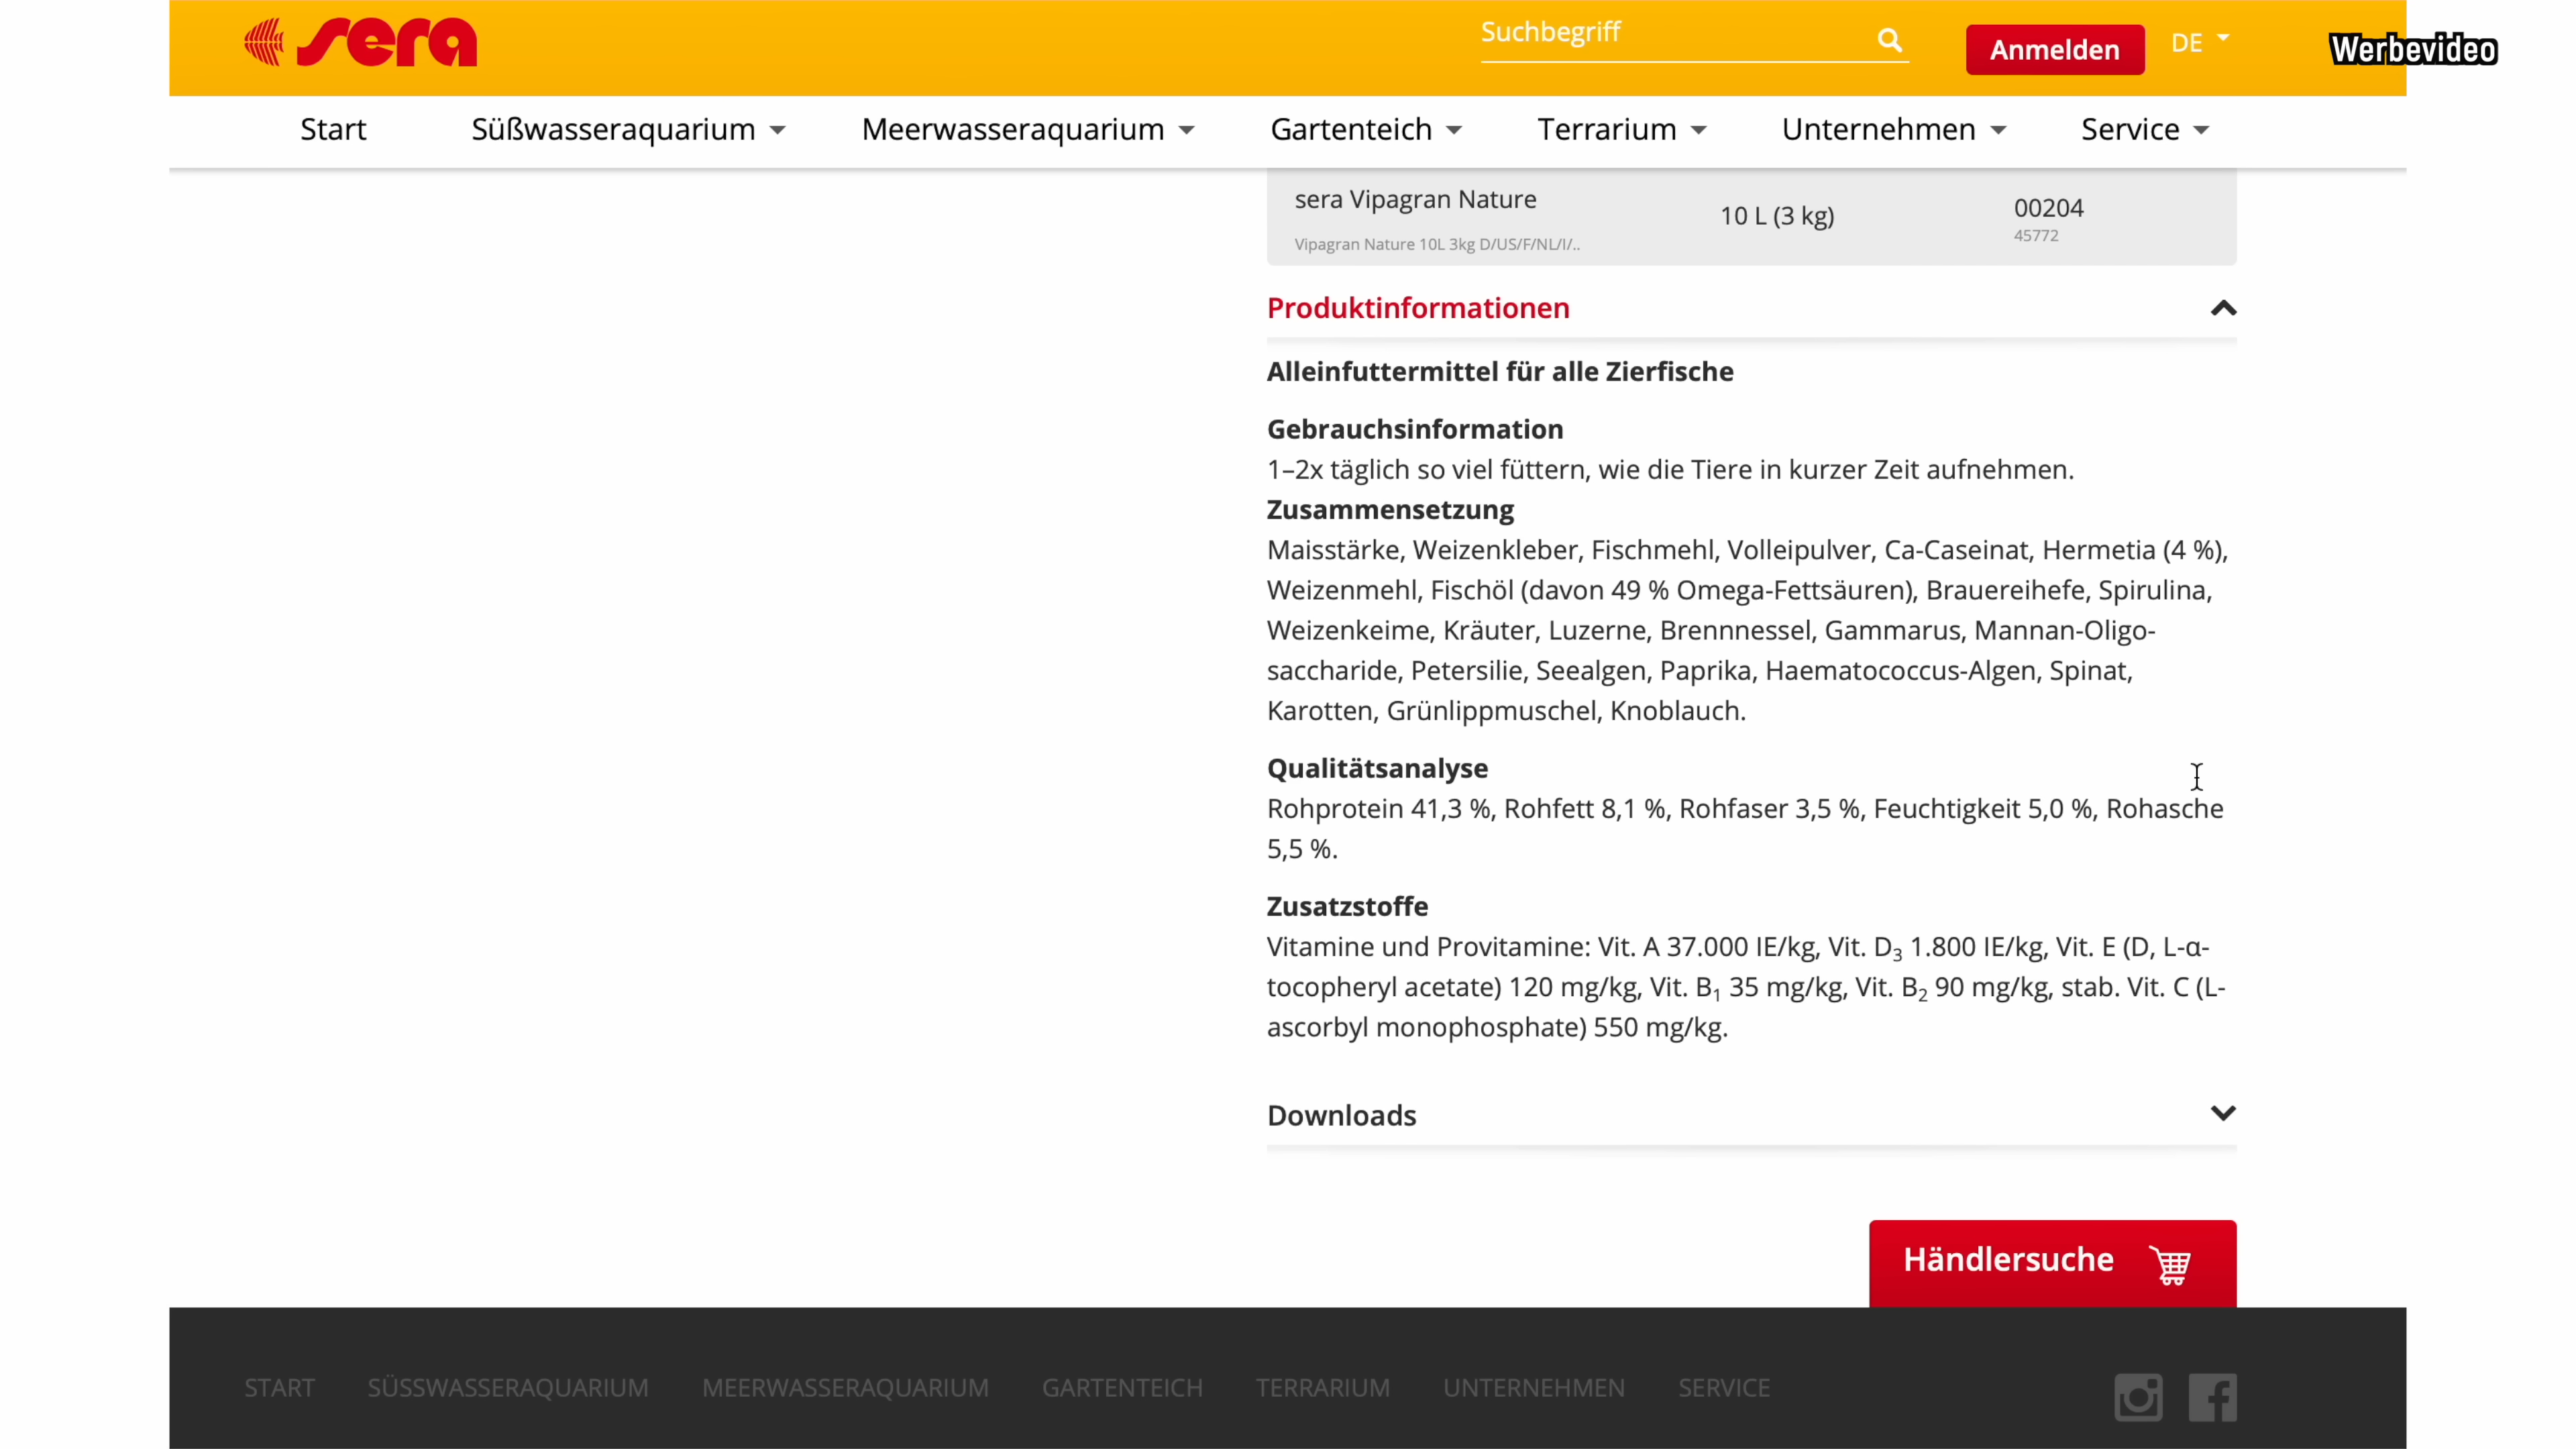 sera
Suchbegriff
Anmelden
DE
Werbevideo
Start
Süßwasseraquarium
Meerwasseraquarium
Gartenteich
Terrarium
Unternehmen
Service
sera Vipagran Nature
10 L (3 kg)
00204
Vipagran Nature 10L 3kg D/US/F/NL/I/..
45772
Produktinformationen
Alleinfuttermittel für alle Zierfische
Gebrauchsinformation
1–2x täglich so viel füttern, wie die Tiere in kurzer Zeit aufnehmen.
Zusammensetzung
Maisstärke, Weizenkleber, Fischmehl, Volleipulver, Ca-Caseinat, Hermetia (4 %),
Weizenmehl, Fischöl (davon 49 % Omega-Fettsäuren), Brauereihefe, Spirulina,
Weizenkeime, Kräuter, Luzerne, Brennnessel, Gammarus, Mannan-Oligo-
saccharide, Petersilie, Seealgen, Paprika, Haematococcus-Algen, Spinat,
Karotten, Grünlippmuschel, Knoblauch.
Qualitätsanalyse
Rohprotein 41,3 %, Rohfett 8,1 %, Rohfaser 3,5 %, Feuchtigkeit 5,0 %, Rohasche
5,5 %.
Zusatzstoffe
Vitamine und Provitamine: Vit. A 37.000 IE/kg, Vit. D₃ 1.800 IE/kg, Vit. E (D, L-α-
tocopheryl acetate) 120 mg/kg, Vit. B₁ 35 mg/kg, Vit. B₂ 90 mg/kg, stab. Vit. C (L-
ascorbyl monophosphate) 550 mg/kg.
Downloads
Händlersuche
START
SÜSSWASSERAQUARIUM
MEERWASSERAQUARIUM
GARTENTEICH
TERRARIUM
UNTERNEHMEN
SERVICE